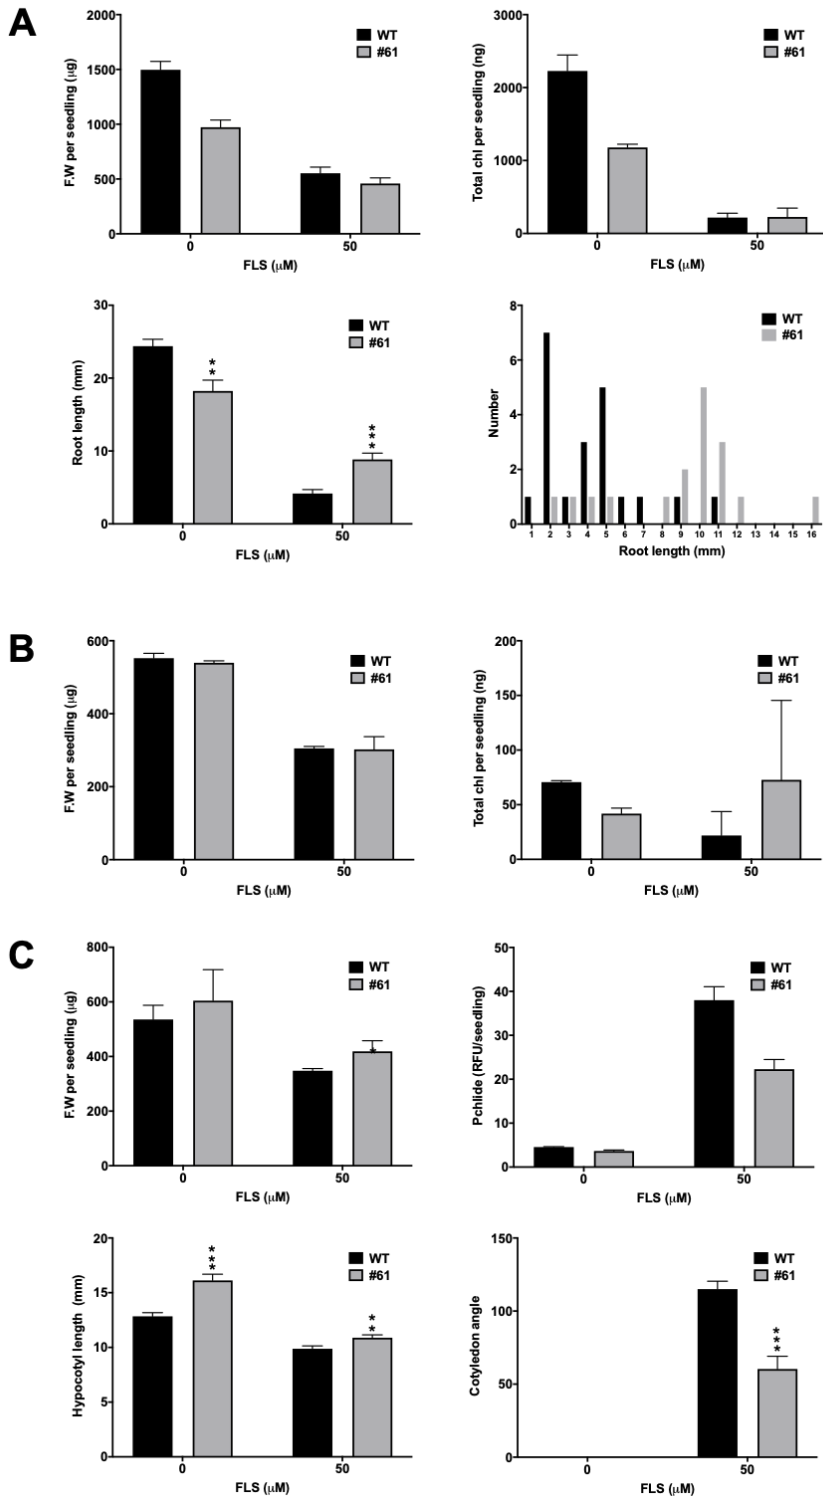 A
2000
1500
1000
500
0
F.W per seedling (µg)
WT
#61
0
50
FLS (µM)
3000
2000
1000
0
Total chl per seedling (ng)
WT
#61
0
50
FLS (µM)
30
20
10
0
Root length (mm)
WT
#61
**
***
0
50
FLS (µM)
8
6
4
2
0
Number
WT
#61
1 2 3 4 5 6 7 8 9 10 11 12 13 14 15 16
Root length (mm)
B
600
400
200
0
F.W per seedling (µg)
WT
#61
0
50
FLS (µM)
200
150
100
50
0
Total chl per seedling (ng)
WT
#61
0
50
FLS (µM)
C
800
600
400
200
0
F.W per seedling (µg)
WT
#61
*
0
50
FLS (µM)
50
40
30
20
10
0
Pchlide (RFU/seedling)
WT
#61
0
50
FLS (µM)
20
15
10
5
0
Hypocotyl length (mm)
WT
#61
***
**
0
50
FLS (µM)
150
100
50
0
Cotyledon angle
WT
#61
***
0
50
FLS (µM)